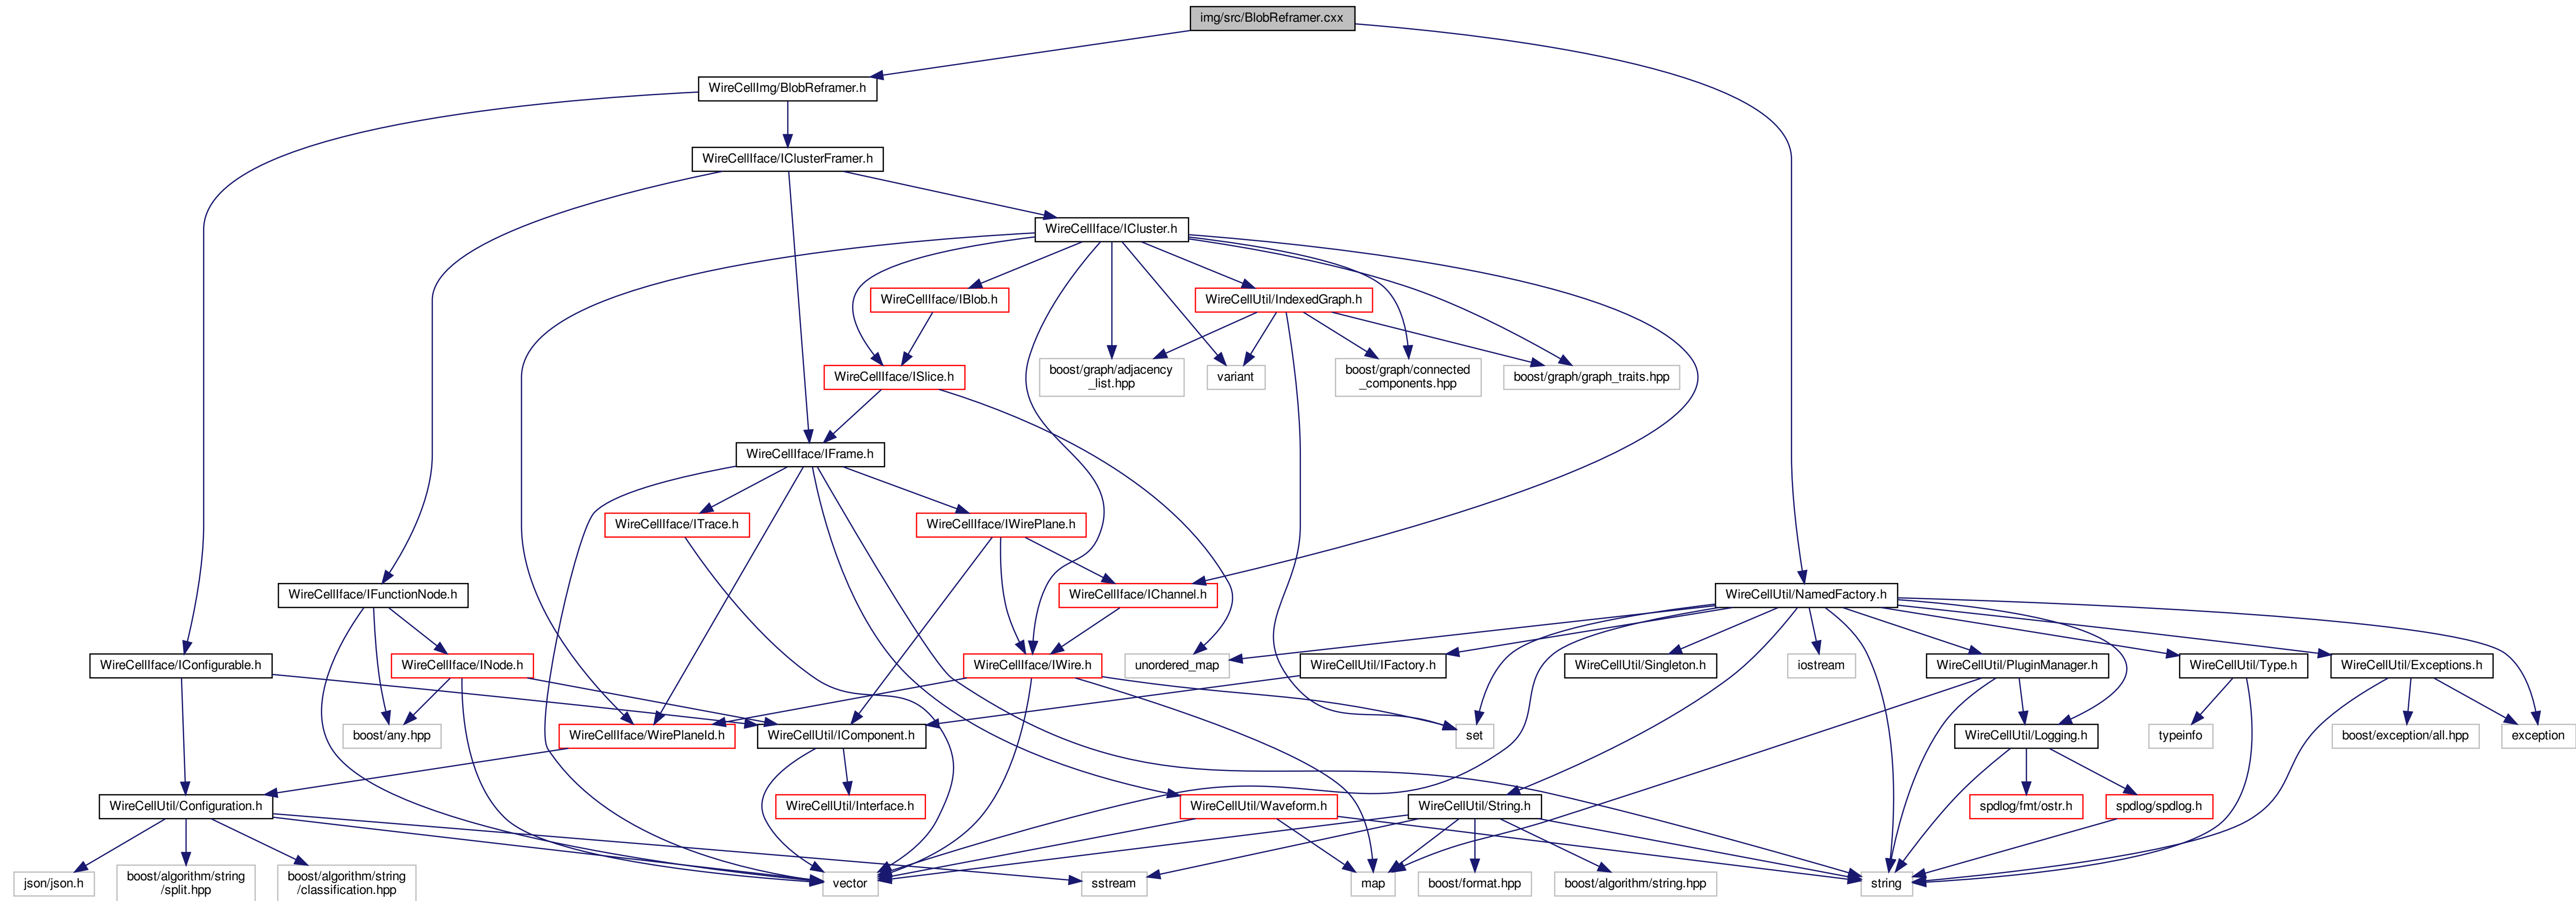 img/src/BlobReframer.cxx
WireCellImg/BlobReframer.h
WireCellIface/IClusterFramer.h
WireCellIface/ICluster.h
WireCellIface/IBlob.h
WireCellUtil/IndexedGraph.h
WireCellIface/ISlice.h
boost/graph/adjacency
_list.hpp
variant
boost/graph/connected
_components.hpp
boost/graph/graph_traits.hpp
WireCellIface/IFrame.h
WireCellIface/ITrace.h
WireCellIface/IWirePlane.h
WireCellIface/IFunctionNode.h
WireCellIface/IChannel.h
WireCellUtil/NamedFactory.h
WireCellIface/IConfigurable.h
WireCellIface/INode.h
WireCellIface/IWire.h
unordered_map
WireCellUtil/IFactory.h
WireCellUtil/Singleton.h
iostream
WireCellUtil/PluginManager.h
WireCellUtil/Type.h
WireCellUtil/Exceptions.h
boost/any.hpp
WireCellIface/WirePlaneId.h
WireCellUtil/IComponent.h
set
WireCellUtil/Logging.h
typeinfo
boost/exception/all.hpp
exception
WireCellUtil/Configuration.h
WireCellUtil/Interface.h
WireCellUtil/Waveform.h
WireCellUtil/String.h
spdlog/fmt/ostr.h
spdlog/spdlog.h
json/json.h
boost/algorithm/string
/split.hpp
boost/algorithm/string
/classification.hpp
vector
sstream
map
boost/format.hpp
boost/algorithm/string.hpp
string